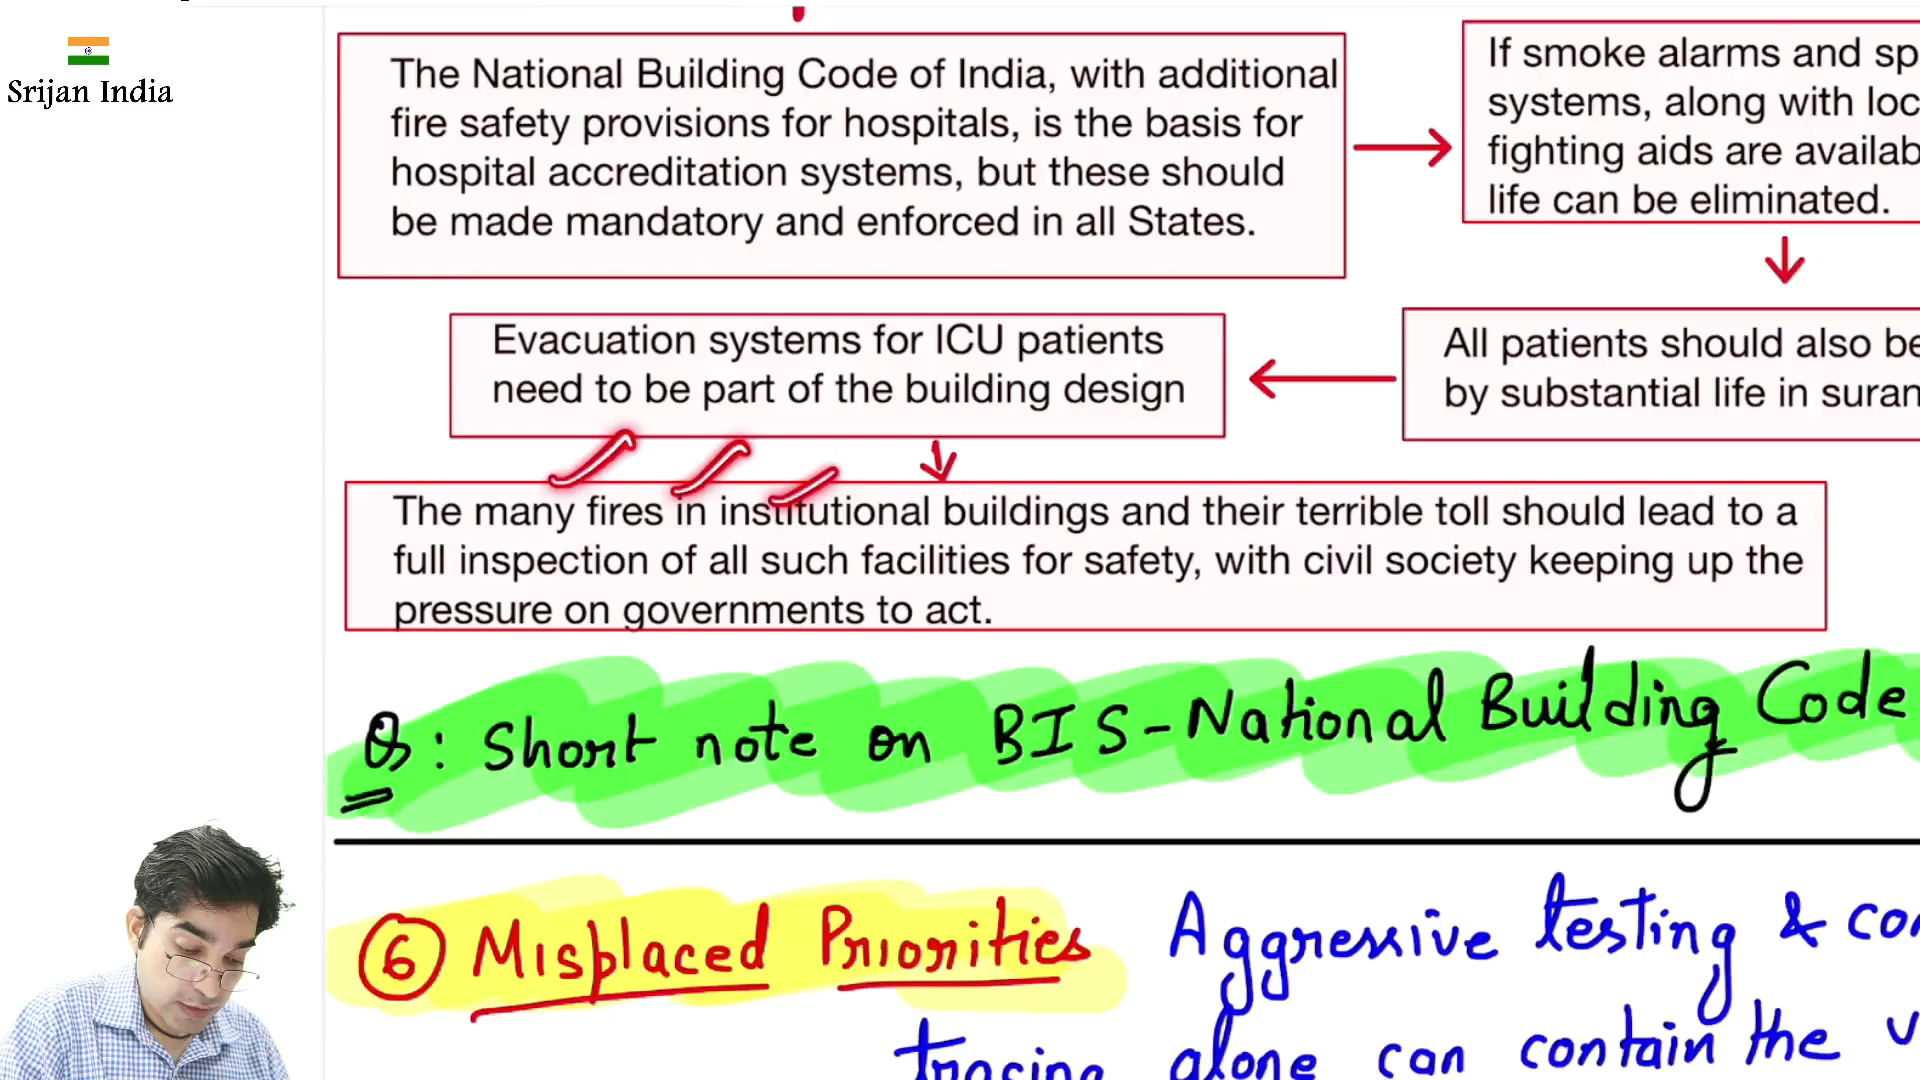 Srijan India
The National Building Code of India, with additional
fire safety provisions for hospitals, is the basis for
hospital accreditation systems, but these should
be made mandatory and enforced in all States.
If smoke alarms and
systems, along with
fighting aids are
life can be eliminated.
All patients should also be
by substantial life in
Evacuation systems for ICU patients
need to be part of the building design
The many fires in institutional buildings and their terrible toll should lead to a
full inspection of all such facilities for safety, with civil society keeping up the
pressure on governments to act.
Q: Short note on BIS-National Building Code
6 Misplaced Priorities
Aggressive testing &
tracing alone can contain the